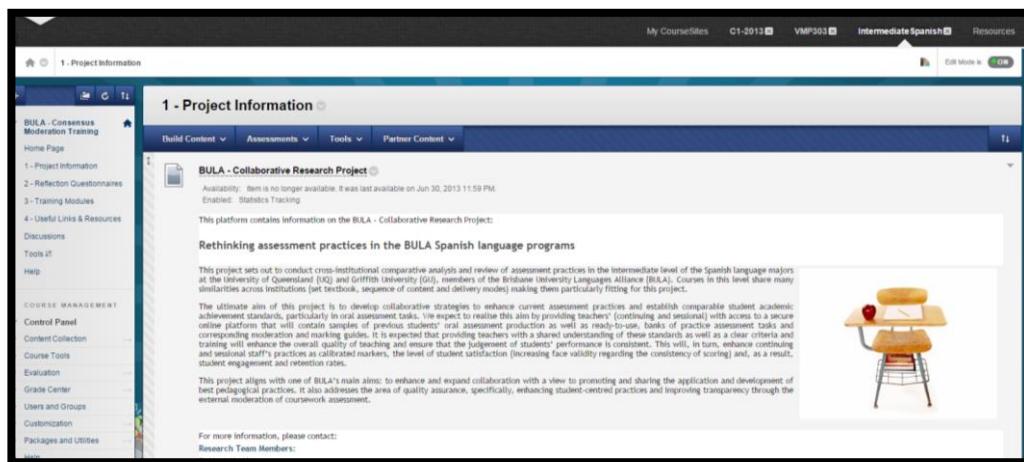 My CourseSites C1-2013 VMP303 IntermediateSpanish Resources
1 - Project Information
Edit Mode is: ON
BULA - Consensus
Moderation Training
Home Page
1 - Project Information
2 - Reflection Questionnaires
3 - Training Modules
4 - Useful Links & Resources
Discussions
Tools
Help
COURSE MANAGEMENT
Control Panel
Content Collection
Course Tools
Evaluation
Grade Center
Users and Groups
Customization
Packages and Utilities
Help
1 - Project Information
Build Content Assessments Tools Partner Content
BULA - Collaborative Research Project
Availability: Item is no longer available. It was last available on Jun 30, 2013 11:59 PM.
Enabled: Statistics Tracking
This platform contains information on the BULA - Collaborative Research Project:
Rethinking assessment practices in the BULA Spanish language programs
This project sets out to conduct cross-institutional comparative analysis and review of assessment practices in the intermediate level of the Spanish language majors
at the University of Queensland (UQ) and Griffith University (GU), members of the Brisbane University Languages Alliance (BULA). Courses in this level share many
similarities across institutions (set textbook, sequence of content and delivery modes) making them particularly fitting for this project.
The ultimate aim of this project is to develop collaborative strategies to enhance current assessment practices and establish comparable student academic
achievement standards, particularly in oral assessment tasks. We expect to realise this aim by providing teachers' (continuing and sessional) with access to a secure
online platform that will contain samples of previous students' oral assessment production as well as ready-to-use, banks of practice assessment tasks and
corresponding moderation and marking guides. It is expected that providing teachers with a shared understanding of these standards as well as a clear criteria and
training will enhance the overall quality of teaching and ensure that the judgement of students' performance is consistent. This will, in turn, enhance continuing
and sessional staff's practices as calibrated markers, the level of student satisfaction (increasing face validity regarding the consistency of scoring) and, as a result,
student engagement and retention rates.
This project aligns with one of BULA's main aims: to enhance and expand collaboration with a view to promoting and sharing the application and development of
best pedagogical practices. It also addresses the area of quality assurance, specifically, enhancing student-centred practices and improving transparency through the
external moderation of coursework assessment.
For more information, please contact:
Research Team Members: